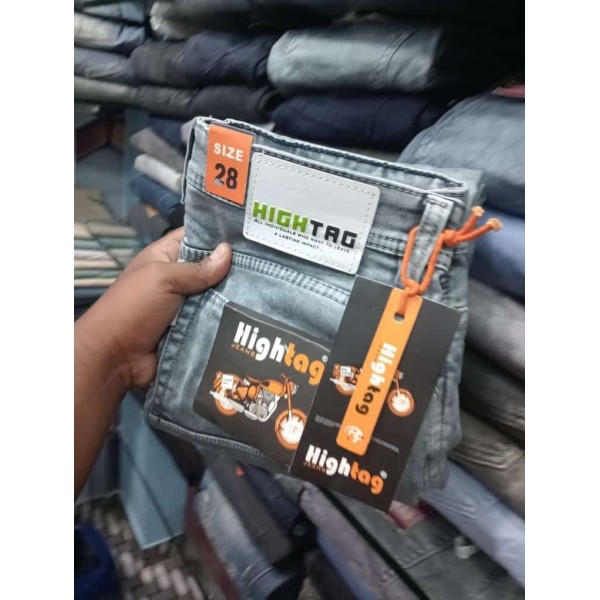 SIZE
28
HIGHTAG
ALL INDIVIDUALS WHO WANT TO LEAVE
A LASTING IMPACT...
Hightag®
JEANS
Hightag
Hightag®
JEANS